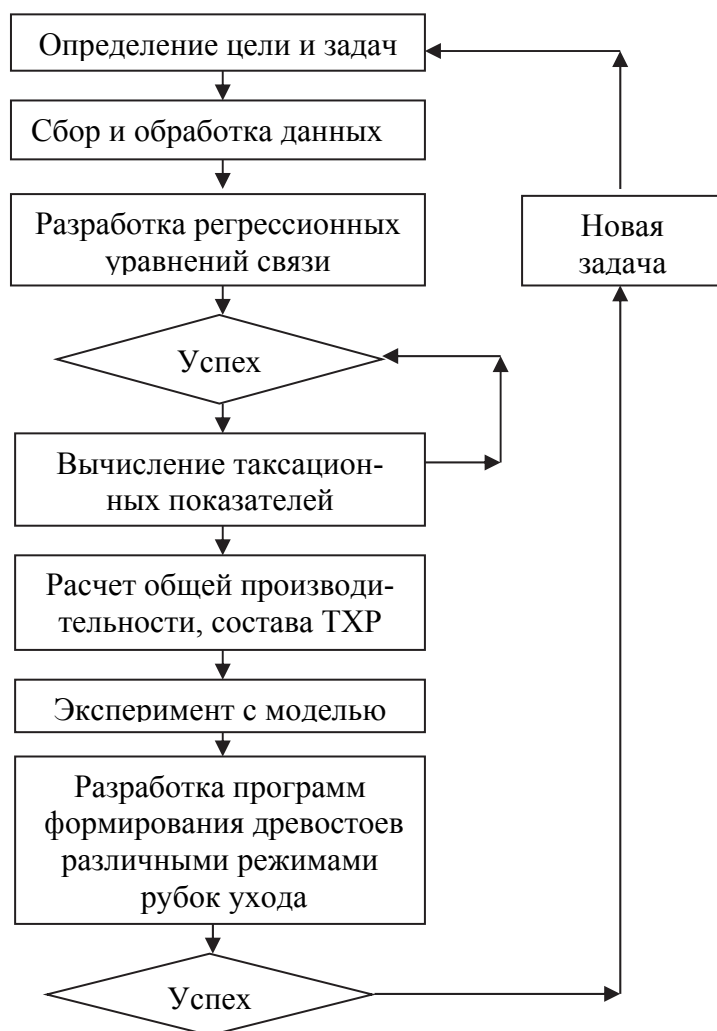 Определение цели и задач
Сбор и обработка данных
Разработка регрессионных
уравнений связи
Новая
задача
Успех
Вычисление таксацион-
ных показателей
Расчет общей производи-
тельности, состава ТХР
Эксперимент с моделью
Разработка программ
формирования древостоев
различными режимами
рубок ухода
Успех